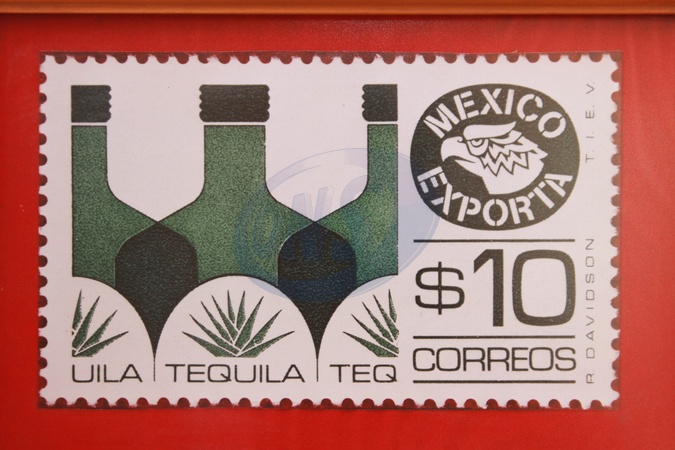 MEXICO
EXPORTA
T. I. E. V.
$10
R DAVIDSON
CORREOS
UILA TEQUILA TEQ